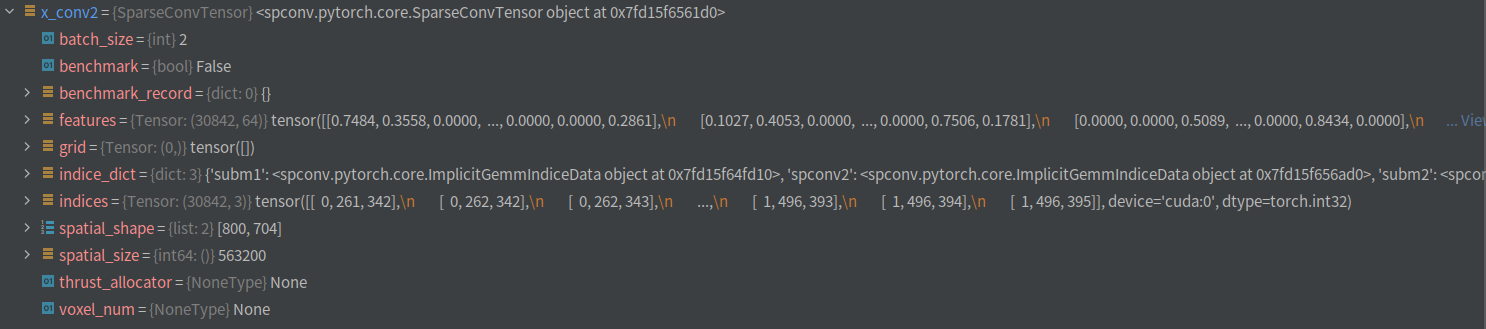 x_conv2 = {SparseConvTensor} <spconv.pytorch.core.SparseConvTensor object at 0x7fd15f6561d0>
01 batch_size = {int} 2
01 benchmark = {bool} False
benchmark_record = {dict: 0} {}
features = {Tensor: (30842, 64)} tensor([[0.7484, 0.3558, 0.0000, ..., 0.0000, 0.0000, 0.2861],\n [0.1027, 0.4053, 0.0000, ..., 0.0000, 0.7506, 0.1781],\n [0.0000, 0.0000, 0.5089, ..., 0.0000, 0.8434, 0.0000],\n ... View
grid = {Tensor: (0,)} tensor([])
indice_dict = {dict: 3} {'subm1': <spconv.pytorch.core.ImplicitGemmIndiceData object at 0x7fd15f64fd10>, 'spconv2': <spconv.pytorch.core.ImplicitGemmIndiceData object at 0x7fd15f656ad0>, 'subm2': <spco
indices = {Tensor: (30842, 3)} tensor([[ 0, 261, 342],\n [ 0, 262, 342],\n [ 0, 262, 343],\n ...,\n [ 1, 496, 393],\n [ 1, 496, 394],\n [ 1, 496, 395]], device='cuda:0', dtype=torch.int32)
spatial_shape = {list: 2} [800, 704]
spatial_size = {int64: ()} 563200
01 thrust_allocator = {NoneType} None
01 voxel_num = {NoneType} None